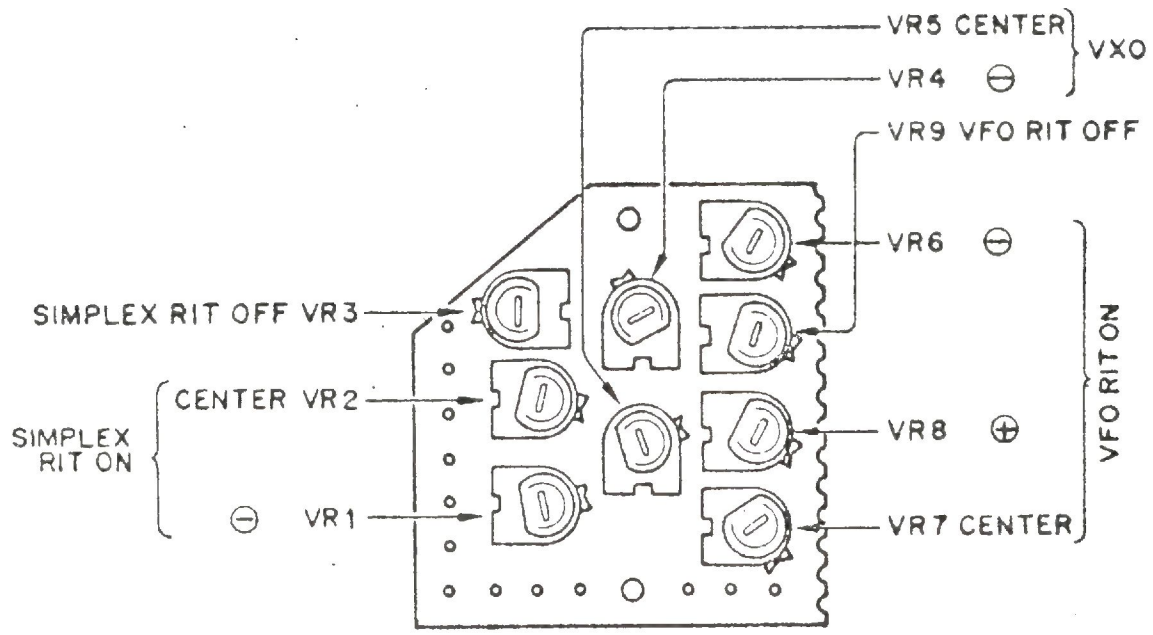 VR5 CENTER
VXO
VR4 ⊖
VR9 VFO RIT OFF
VR6 ⊖
SIMPLEX RIT OFF VR3
CENTER VR2
SIMPLEX
RIT ON
⊖ VR1
VR8 ⊕
VR7 CENTER
VFO RIT ON